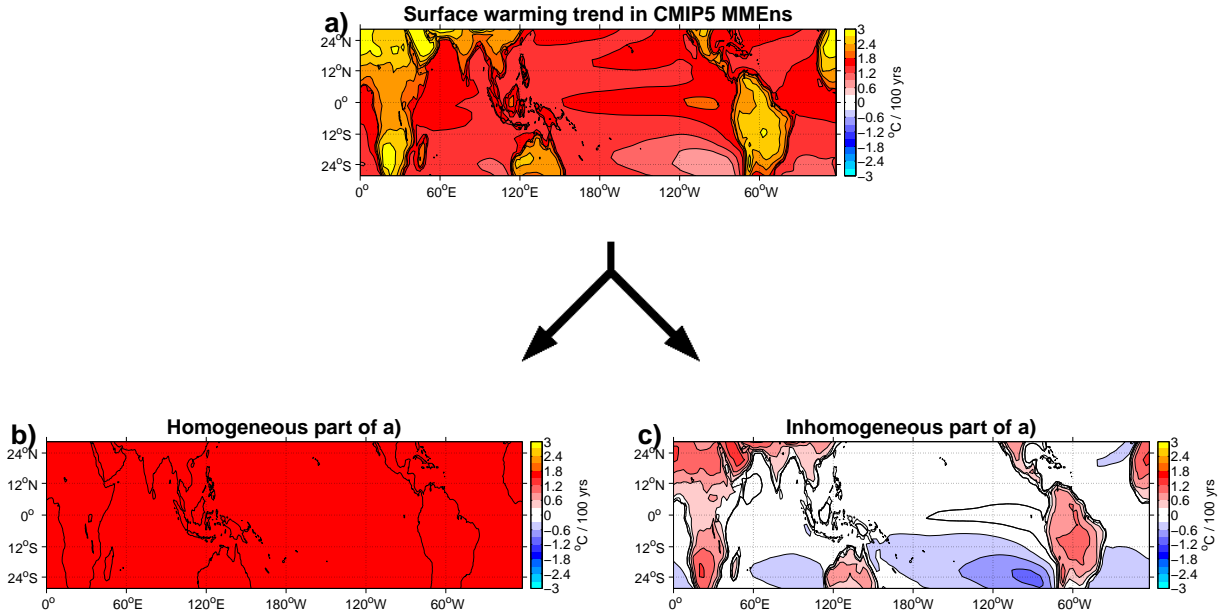 a)
Surface warming trend in CMIP5 MMEns
24°N
12°N
0°
12°S
24°S
0° 60°E 120°E 180°W 120°W 60°W
3
2.4
1.8
1.2
0.6
0
−0.6
−1.2
−1.8
−2.4
−3
°C / 100 yrs
b)
Homogeneous part of a)
24°N
12°N
0°
12°S
24°S
0° 60°E 120°E 180°W 120°W 60°W
3
2.4
1.8
1.2
0.6
0
−0.6
−1.2
−1.8
−2.4
−3
°C / 100 yrs
c)
Inhomogeneous part of a)
24°N
12°N
0°
12°S
24°S
0° 60°E 120°E 180°W 120°W 60°W
3
2.4
1.8
1.2
0.6
0
−0.6
−1.2
−1.8
−2.4
−3
°C / 100 yrs